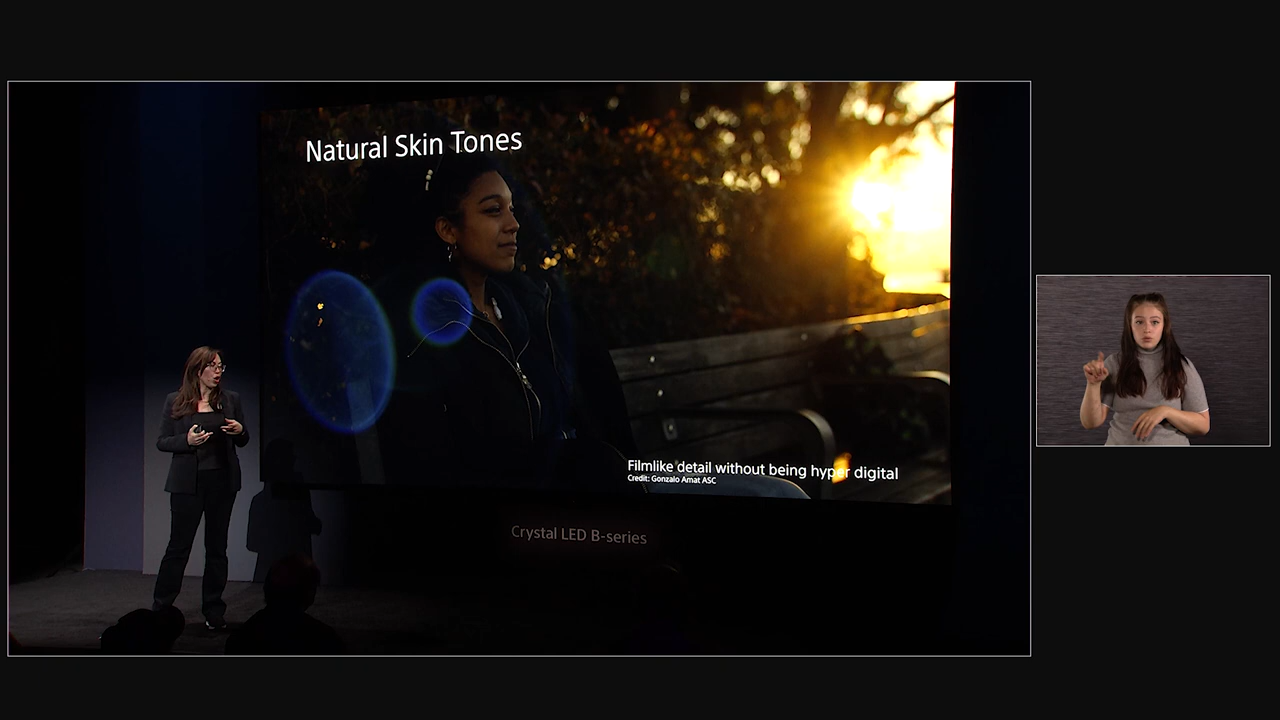 Natural Skin Tones
Filmlike detail without being hyper digital
Credit: Gonzalo Amat ASC
Crystal LED B-series